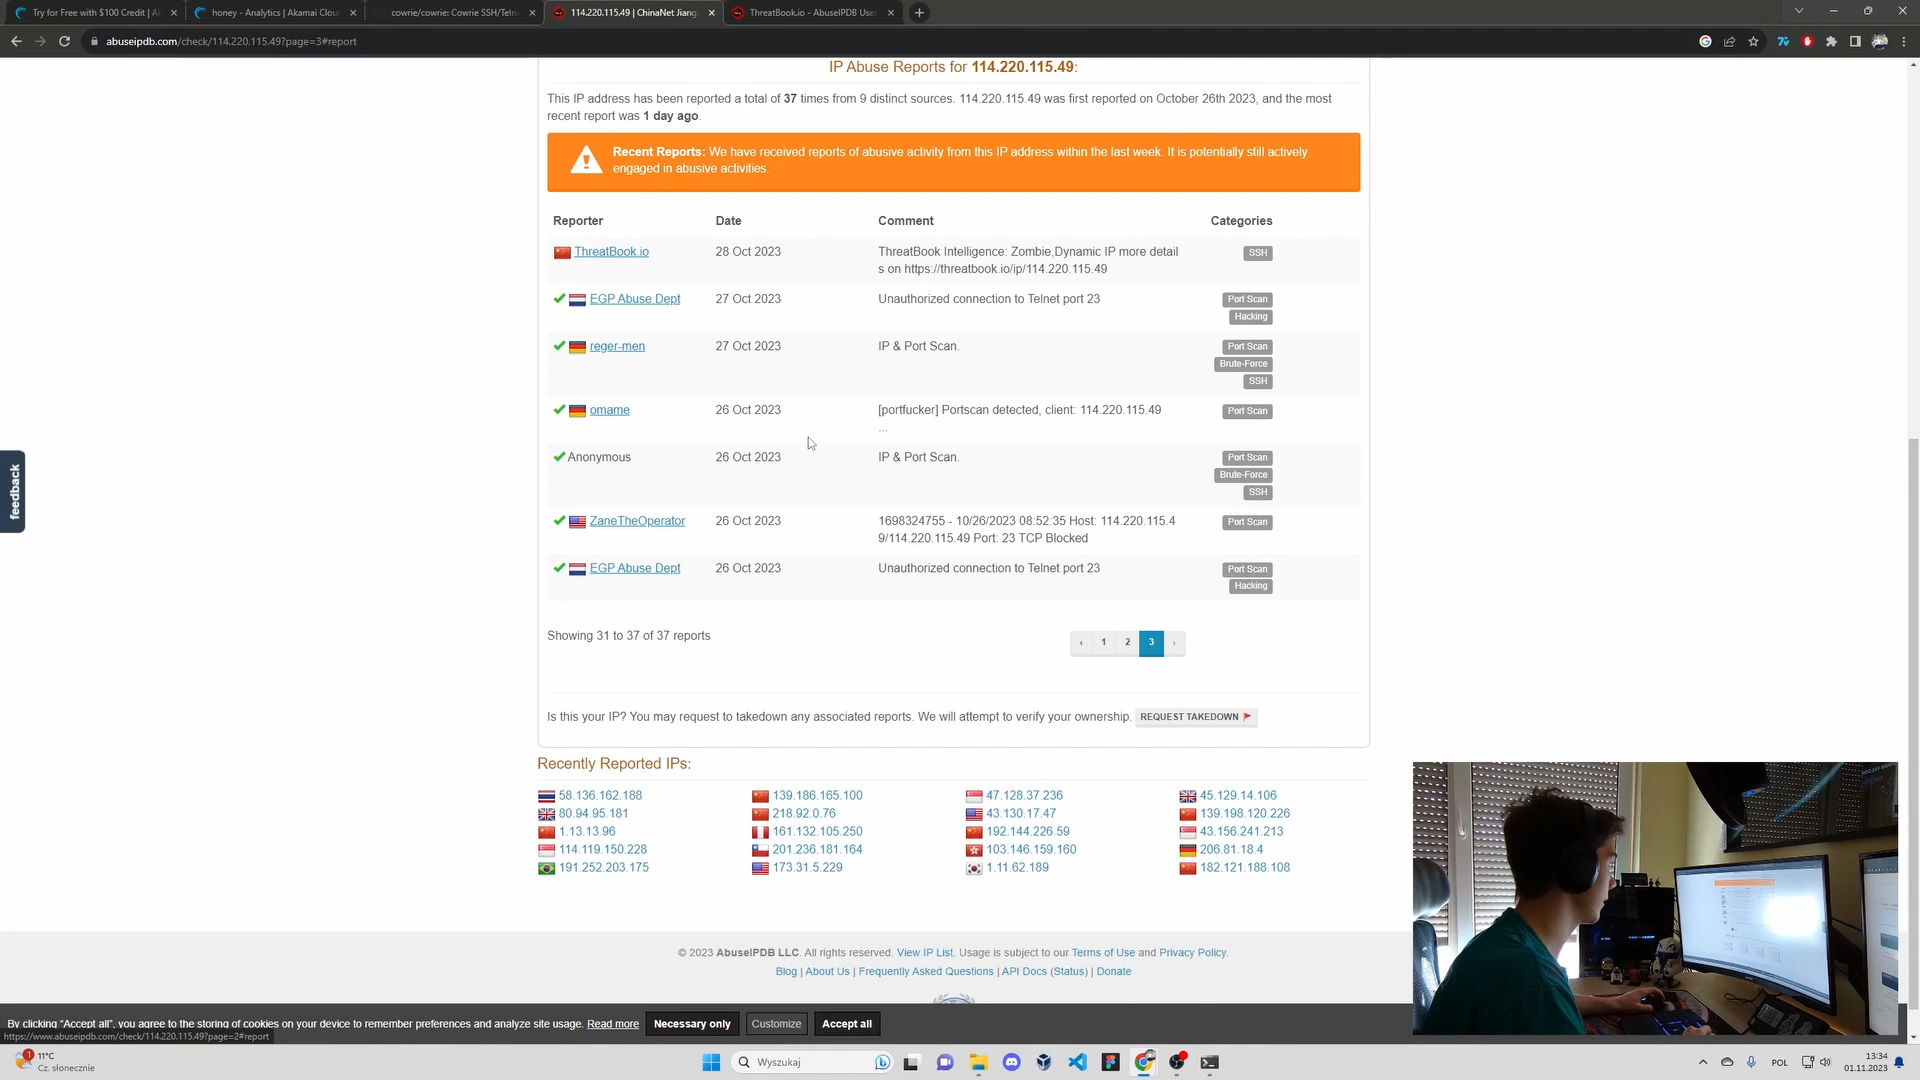 Try for Free with $100 Credit | A
honey - Analytics | Akamai Clou
cowrie/cowrie: Cowrie SSH/Teln
114.220.115.49 | ChinaNet Jiang
ThreatBook.io - AbuseIPDB Use
abuseipdb.com/check/114.220.115.49?page=3#report
IP Abuse Reports for 114.220.115.49:
This IP address has been reported a total of 37 times from 9 distinct sources. 114.220.115.49 was first reported on October 26th 2023, and the most
recent report was 1 day ago.
Recent Reports: We have received reports of abusive activity from this IP address within the last week. It is potentially still actively
engaged in abusive activities.
Reporter Date Comment Categories
ThreatBook.io 28 Oct 2023 ThreatBook Intelligence: Zombie,Dynamic IP more detail SSH
s on https://threatbook.io/ip/114.220.115.49
EGP Abuse Dept 27 Oct 2023 Unauthorized connection to Telnet port 23 Port Scan
Hacking
reger-men 27 Oct 2023 IP & Port Scan. Port Scan
Brute-Force
SSH
omame 26 Oct 2023 [portfucker] Portscan detected, client: 114.220.115.49 Port Scan
...
Anonymous 26 Oct 2023 IP & Port Scan. Port Scan
Brute-Force
SSH
ZaneTheOperator 26 Oct 2023 1698324755 - 10/26/2023 08:52:35 Host: 114.220.115.4 Port Scan
9/114.220.115.49 Port: 23 TCP Blocked
EGP Abuse Dept 26 Oct 2023 Unauthorized connection to Telnet port 23 Port Scan
Hacking
Showing 31 to 37 of 37 reports ‹ 1 2 3 ›
Is this your IP? You may request to takedown any associated reports. We will attempt to verify your ownership. REQUEST TAKEDOWN
feedback
Recently Reported IPs:
58.136.162.188 139.186.165.100 47.128.37.236 45.129.14.106
80.94.95.181 218.92.0.76 43.130.17.47 139.198.120.226
1.13.13.96 161.132.105.250 192.144.226.59 43.156.241.213
114.119.150.228 201.236.181.164 103.146.159.160 206.81.18.4
191.252.203.175 173.31.5.229 1.11.62.189 182.121.188.108
© 2023 AbuseIPDB LLC. All rights reserved. View IP List. Usage is subject to our Terms of Use and Privacy Policy.
Blog | About Us | Frequently Asked Questions | API Docs (Status) | Donate
By clicking "Accept all", you agree to the storing of cookies on your device to remember preferences and analyze site usage. Read more Necessary only Customize Accept all
https://www.abuseipdb.com/check/114.220.115.49?page=2#report
1
11°C
Cz. słonecznie
Wyszukaj
POL
13:34
01.11.2023